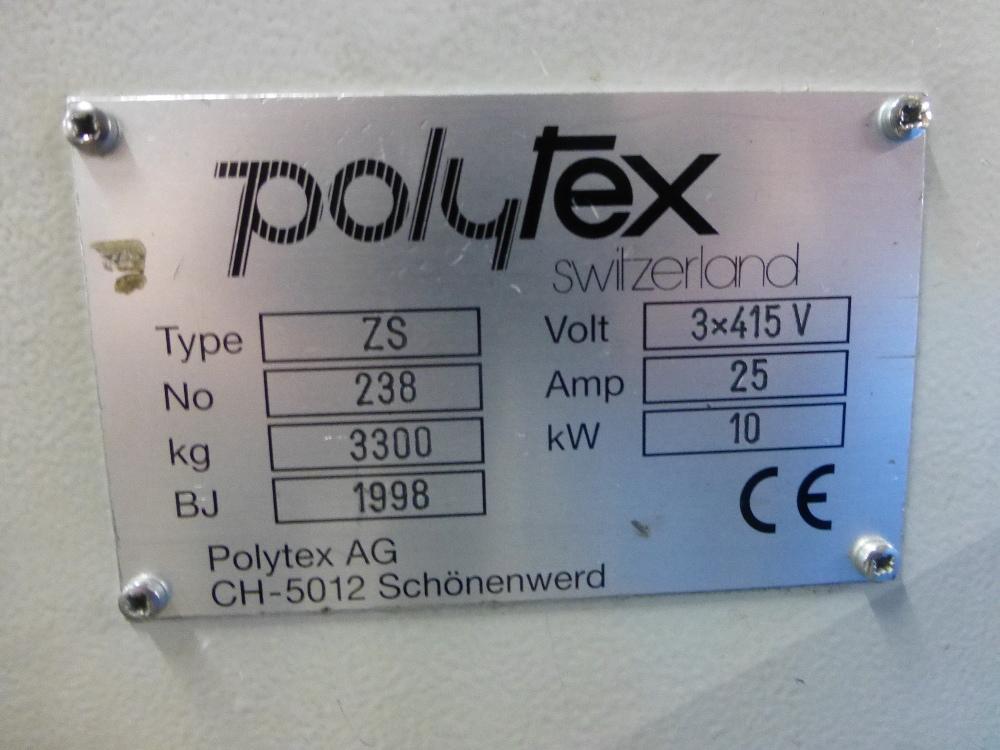 polytex
switzerland
Type ZS
No 238
kg 3300
BJ 1998
Volt 3×415 V
Amp 25
kW 10
CE
Polytex AG
CH-5012 Schönenwerd